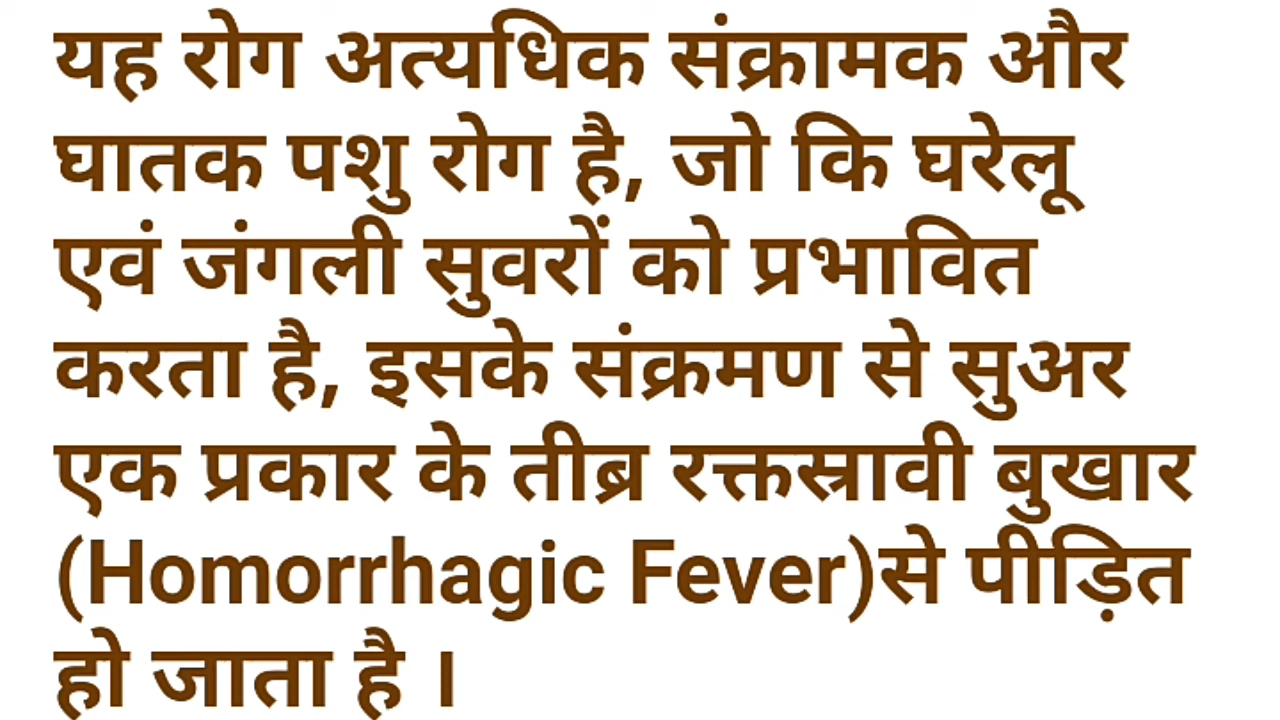 यह रोग अत्यधिक संक्रामक और
घातक पशु रोग है, जो कि घरेलू
एवं जंगली सुवरों को प्रभावित
करता है, इसके संक्रमण से सुअर
एक प्रकार के तीब्र रक्तस्रावी बुखार
(Homorrhagic Fever)से पीड़ित
हो जाता है ।